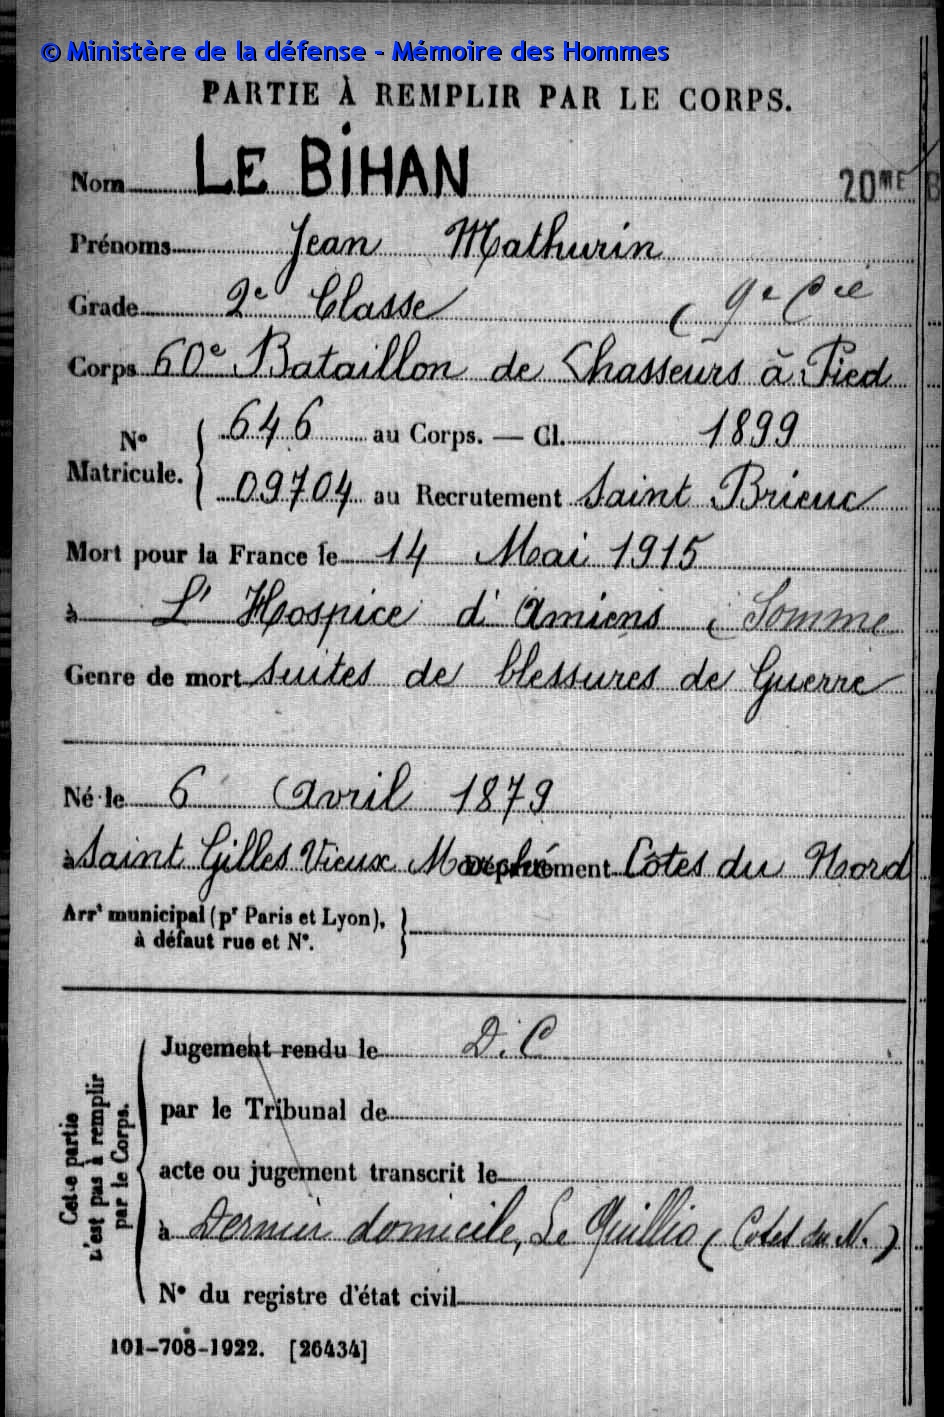 © Ministère de la défense - Mémoire des Hommes
PARTIE À REMPLIR PAR LE CORPS.
Nom LE BIHAN 20ME B
Prénoms Jean Mathurin
Grade 2e Classe ( 9e Cie
Corps 60e Bataillon de Chasseurs à Pied
No Matricule. { 646 au Corps. — Cl. 1899
09704 au Recrutement Saint Brieuc
Mort pour la France le 14 Mai 1915
à L'Hospice d'Amiens ( Somme
Genre de mort suites de blessures de Guerre
Né le 6 Avril 1879
à Saint Gilles Vieux Marché Département Côtes du Nord
Arrt municipal (pr Paris et Lyon), }
à défaut rue et No.
Cette partie n'est pas à remplir par le Corps. {
Jugement rendu le D.C
par le Tribunal de
acte ou jugement transcrit le
à Dernier domicile, Le Quillio (Cotes du N.)
No du registre d'état civil
101-708-1922. [26434]